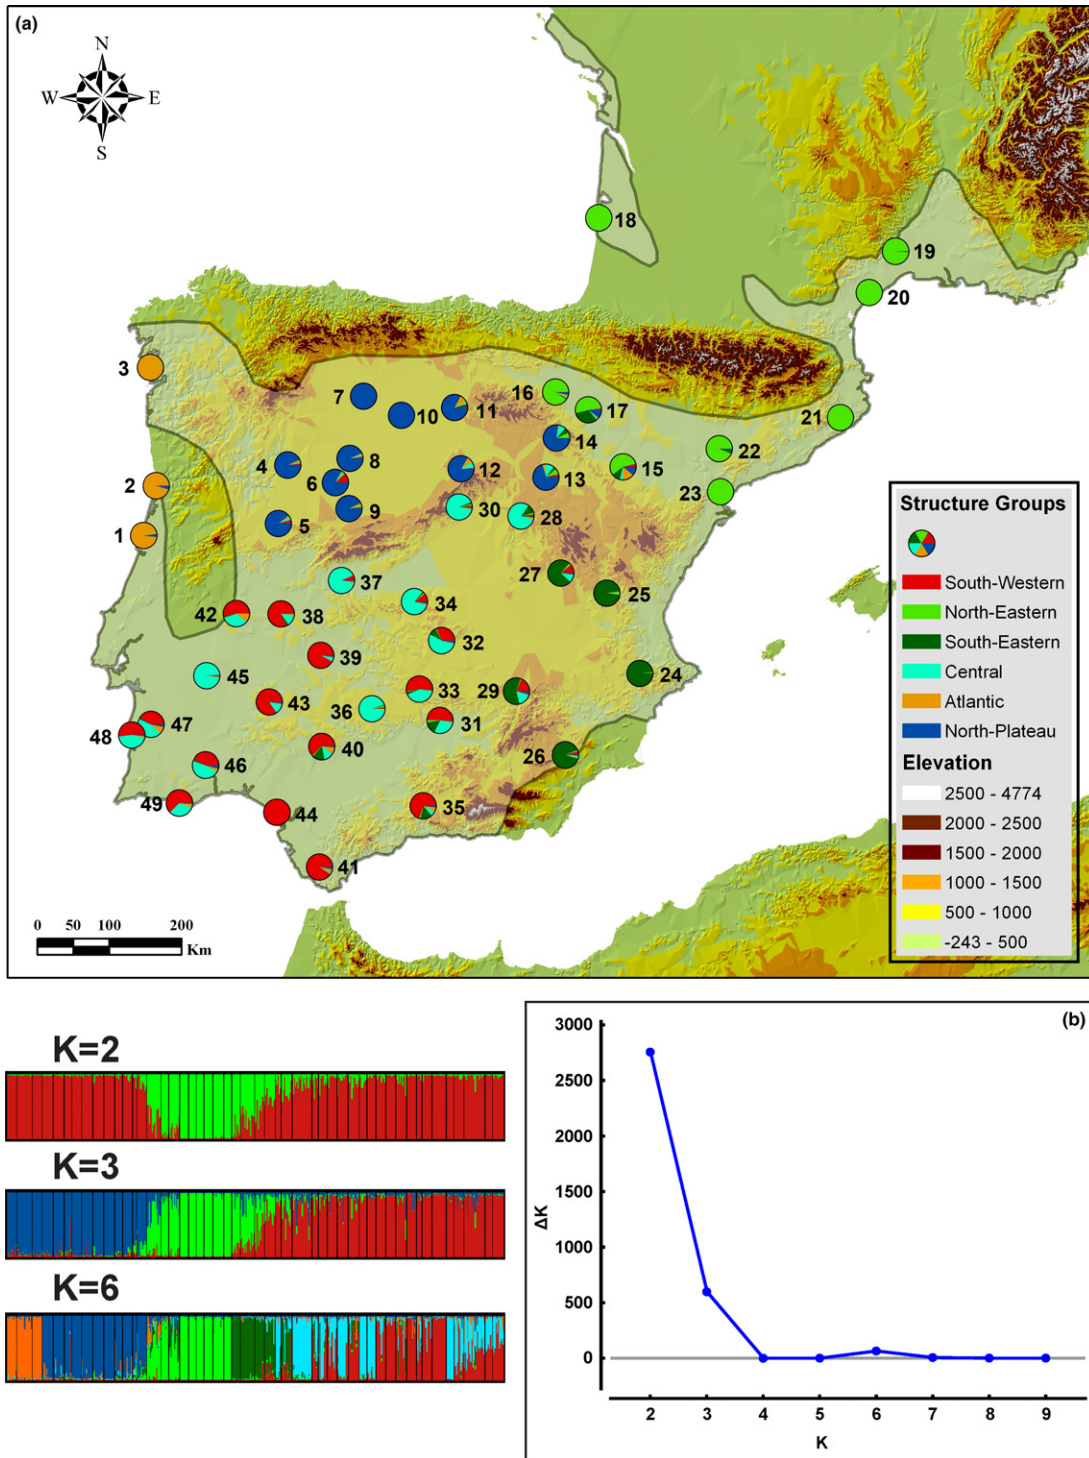 (a)
N
W E
S
18
19
20
3
7
10
11
16
17
14
21
22
4
8
6
12
13
15
23
2
5
9
30
28
1
27
25
37
34
42
38
32
39
24
45
33
29
43
36
31
47
48
40
26
46
49
44
35
41
0 50 100 200
Km
Structure Groups
South-Western
North-Eastern
South-Eastern
Central
Atlantic
North-Plateau
Elevation
2500 - 4774
2000 - 2500
1500 - 2000
1000 - 1500
500 - 1000
-243 - 500
K=2
K=3
K=6
(b)
3000
2500
2000
1500
1000
500
0
ΔK
2 3 4 5 6 7 8 9
K